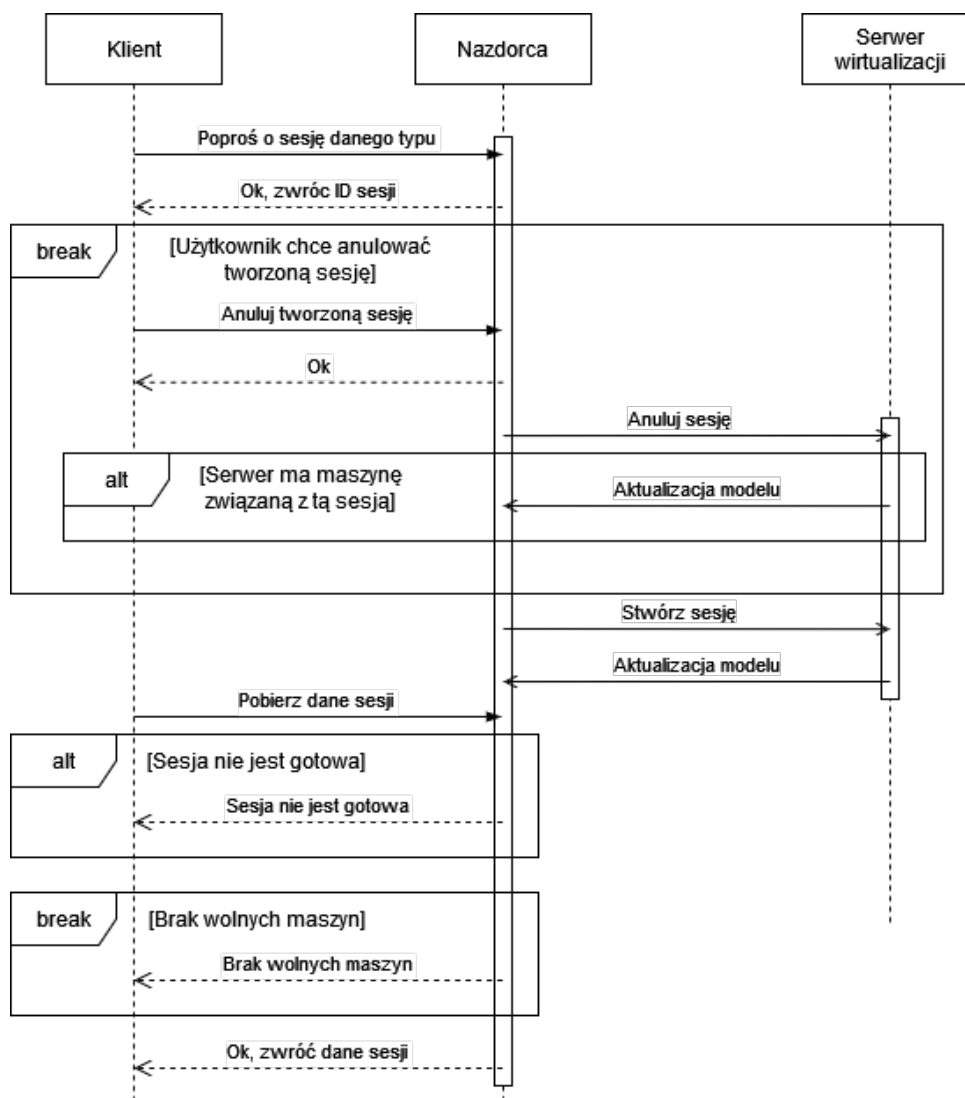 Klient
Nazdorca
Serwer
wirtualizacji
Poproś o sesję danego typu
Ok, zwróc ID sesji
break
[Użytkownik chce anulować
tworzoną sesję]
Anuluj tworzoną sesję
Ok
Anuluj sesję
alt
[Serwer ma maszynę
związaną z tą sesją]
Aktualizacja modelu
Stwórz sesję
Aktualizacja modelu
Pobierz dane sesji
alt
[Sesja nie jest gotowa]
Sesja nie jest gotowa
break
[Brak wolnych maszyn]
Brak wolnych maszyn
Ok, zwróć dane sesji